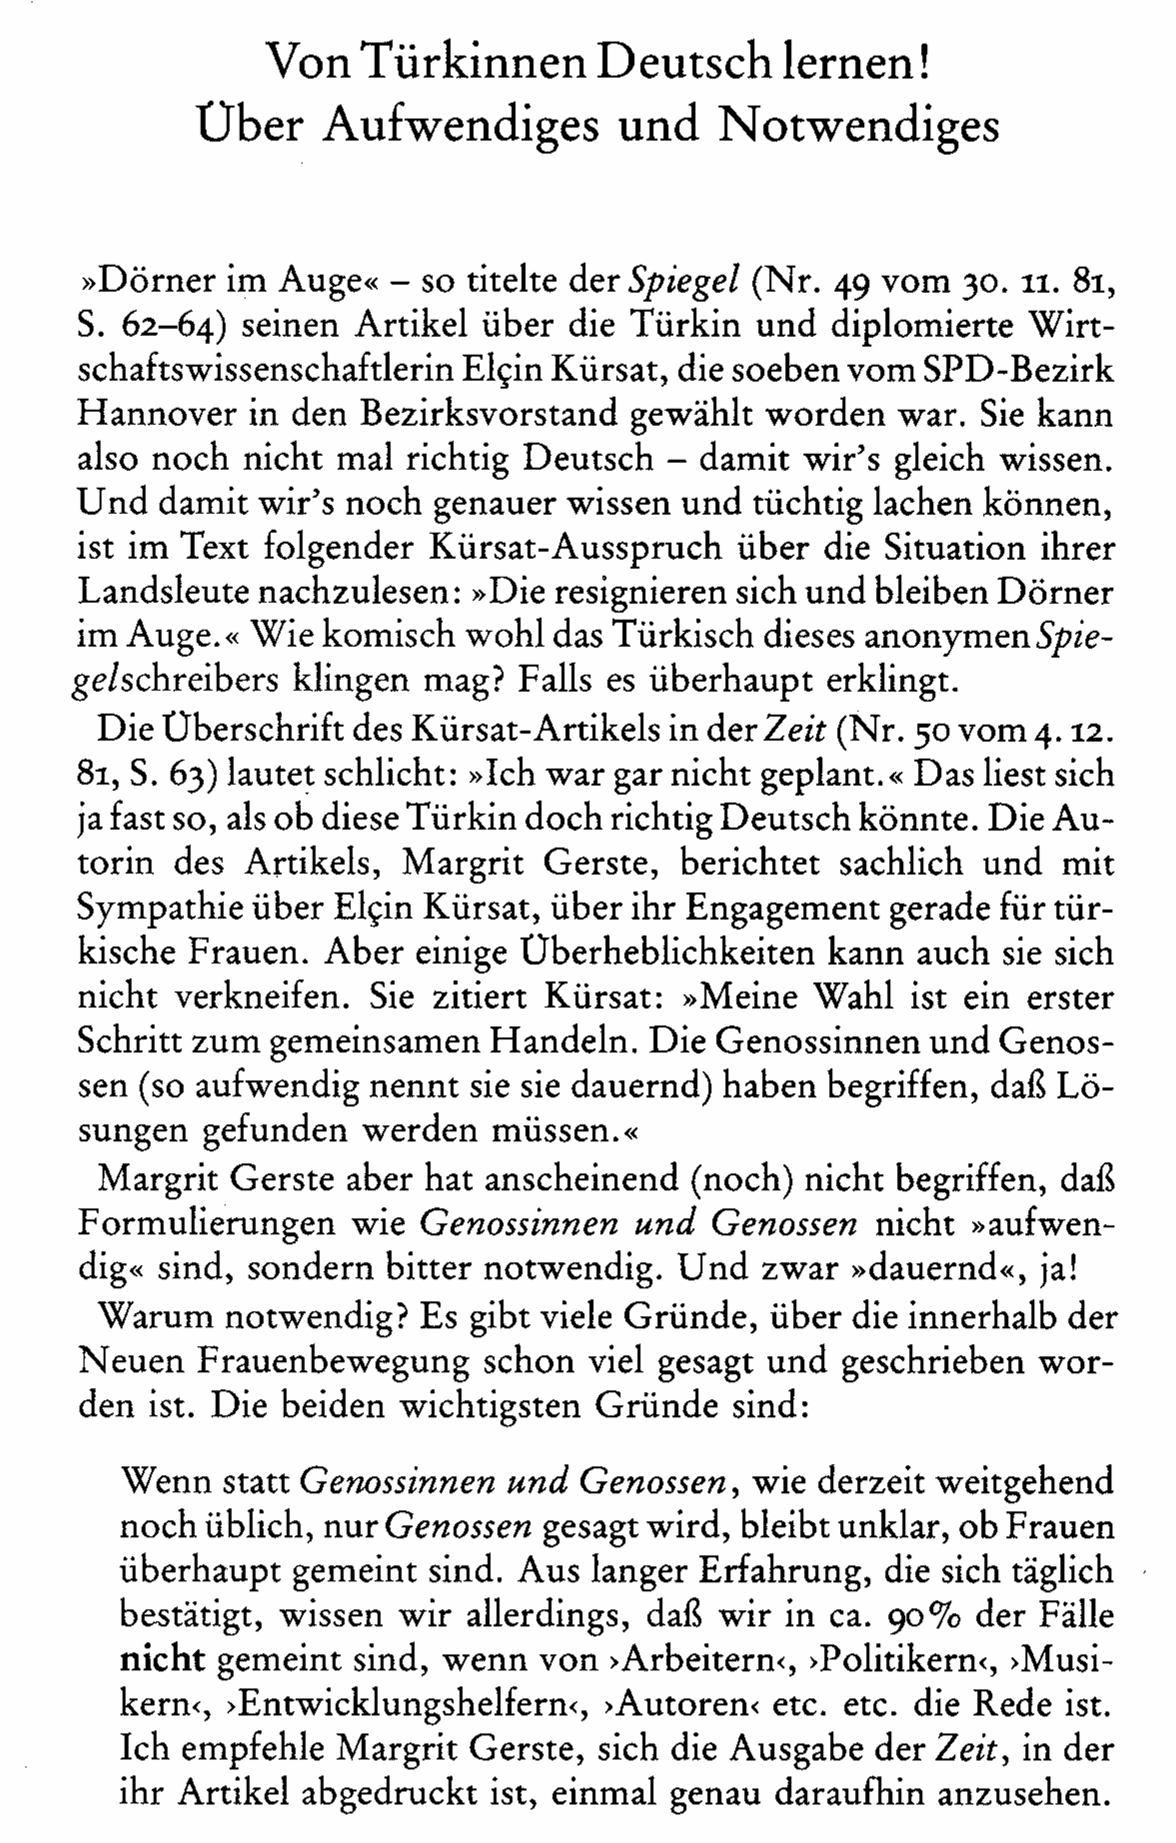 Von Türkinnen Deutsch lernen!
Über Aufwendiges und Notwendiges
»Dörner im Auge« – so titelte der Spiegel (Nr. 49 vom 30. 11. 81,
S. 62–64) seinen Artikel über die Türkin und diplomierte Wirt-
schaftswissenschaftlerin Elçin Kürsat, die soeben vom SPD-Bezirk
Hannover in den Bezirksvorstand gewählt worden war. Sie kann
also noch nicht mal richtig Deutsch – damit wir's gleich wissen.
Und damit wir's noch genauer wissen und tüchtig lachen können,
ist im Text folgender Kürsat-Ausspruch über die Situation ihrer
Landsleute nachzulesen: »Die resignieren sich und bleiben Dörner
im Auge.« Wie komisch wohl das Türkisch dieses anonymen Spie-
gelschreibers klingen mag? Falls es überhaupt erklingt.
Die Überschrift des Kürsat-Artikels in der Zeit (Nr. 50 vom 4. 12.
81, S. 63) lautet schlicht: »Ich war gar nicht geplant.« Das liest sich
ja fast so, als ob diese Türkin doch richtig Deutsch könnte. Die Au-
torin des Artikels, Margrit Gerste, berichtet sachlich und mit
Sympathie über Elçin Kürsat, über ihr Engagement gerade für tür-
kische Frauen. Aber einige Überheblichkeiten kann auch sie sich
nicht verkneifen. Sie zitiert Kürsat: »Meine Wahl ist ein erster
Schritt zum gemeinsamen Handeln. Die Genossinnen und Genos-
sen (so aufwendig nennt sie sie dauernd) haben begriffen, daß Lö-
sungen gefunden werden müssen.«
Margrit Gerste aber hat anscheinend (noch) nicht begriffen, daß
Formulierungen wie Genossinnen und Genossen nicht »aufwen-
dig« sind, sondern bitter notwendig. Und zwar »dauernd«, ja!
Warum notwendig? Es gibt viele Gründe, über die innerhalb der
Neuen Frauenbewegung schon viel gesagt und geschrieben wor-
den ist. Die beiden wichtigsten Gründe sind:
Wenn statt Genossinnen und Genossen, wie derzeit weitgehend
noch üblich, nur Genossen gesagt wird, bleibt unklar, ob Frauen
überhaupt gemeint sind. Aus langer Erfahrung, die sich täglich
bestätigt, wissen wir allerdings, daß wir in ca. 90% der Fälle
nicht gemeint sind, wenn von ›Arbeitern‹, ›Politikern‹, ›Musi-
kern‹, ›Entwicklungshelfern‹, ›Autoren‹ etc. etc. die Rede ist.
Ich empfehle Margrit Gerste, sich die Ausgabe der Zeit, in der
ihr Artikel abgedruckt ist, einmal genau daraufhin anzusehen.